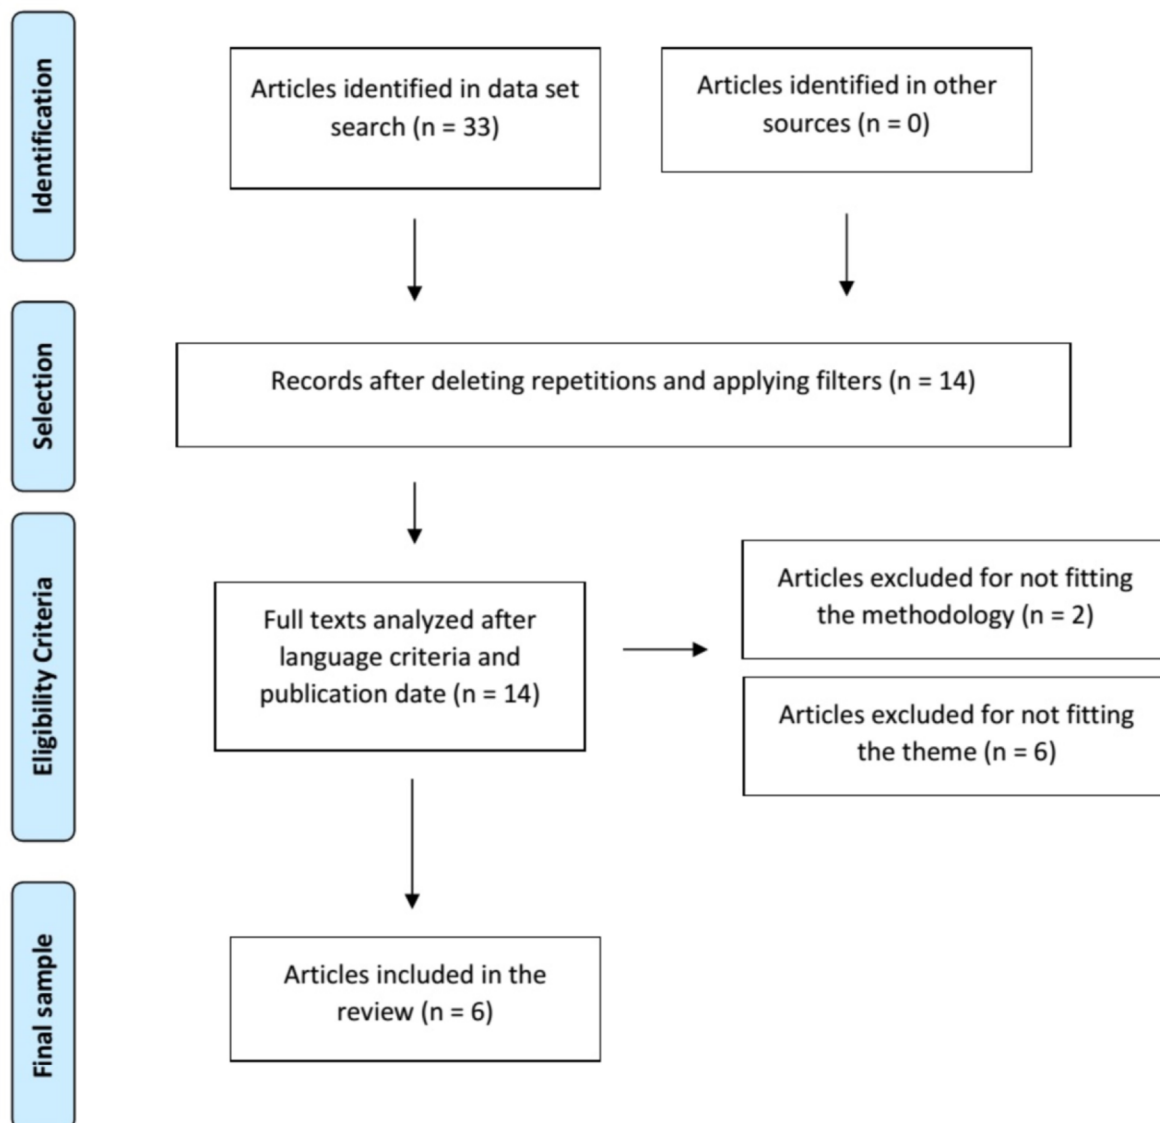 Identification
Articles identified in data set
search (n = 33)
Articles identified in other
sources (n = 0)
Selection
Records after deleting repetitions and applying filters (n = 14)
Eligibility Criteria
Full texts analyzed after
language criteria and
publication date (n = 14)
Articles excluded for not fitting
the methodology (n = 2)
Articles excluded for not fitting
the theme (n = 6)
Final sample
Articles included in the
review (n = 6)